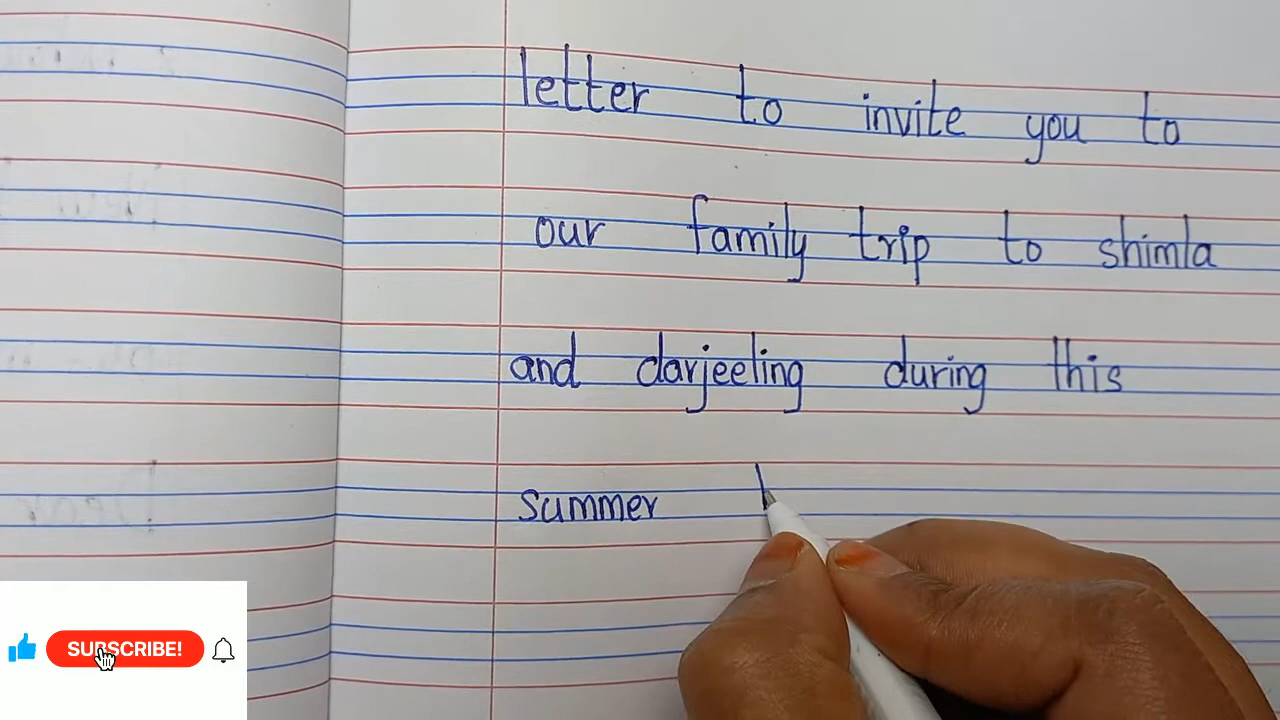 letter to invite you to
our family trip to shimla
and darjeeling during this
summer
SUBSCRIBE!